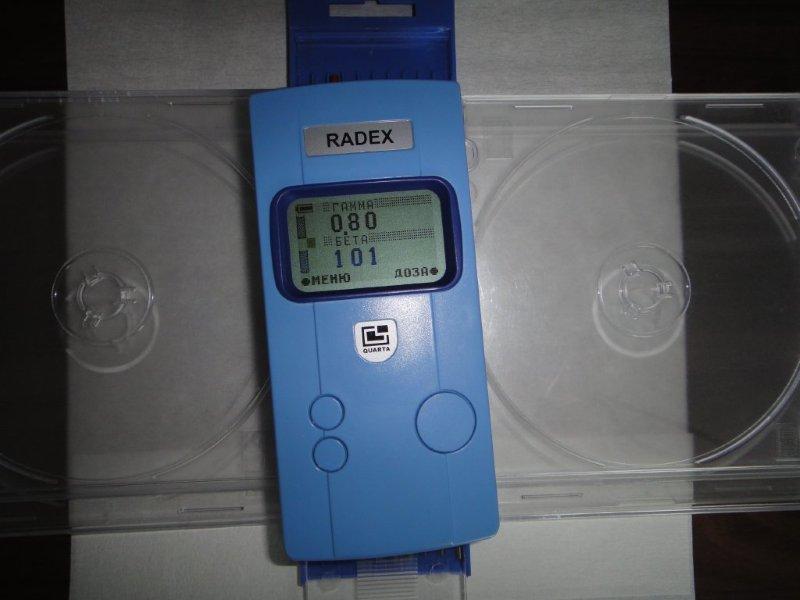 RADEX
ГАММА
0.80
БЕТА
101
МЕНЮ ДОЗА
QUARTA